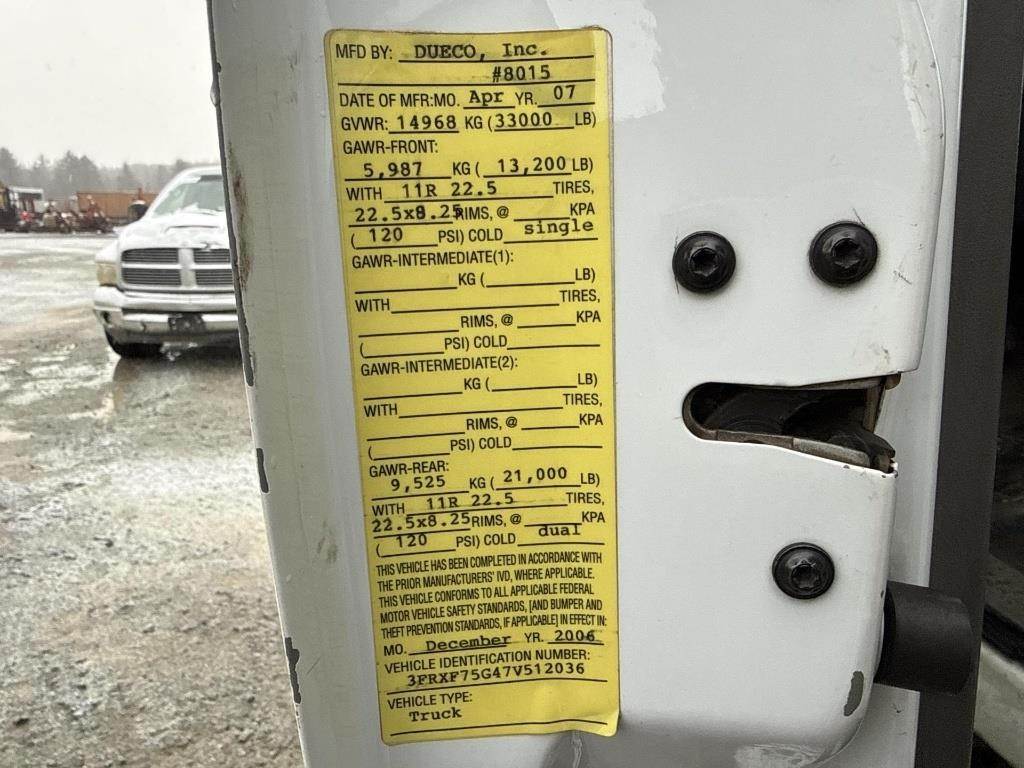 MFD BY: DUECO, Inc.
#8015
DATE OF MFR:MO. Apr YR. 07
GVWR: 14968 KG (33000 LB)
GAWR-FRONT:
5,987 KG ( 13,200 LB)
WITH 11R 22.5 TIRES,
22.5x8.25 RIMS, @ KPA
( 120 PSI) COLD single
GAWR-INTERMEDIATE(1):
KG ( LB)
WITH TIRES,
RIMS, @ KPA
( PSI) COLD
GAWR-INTERMEDIATE(2):
KG ( LB)
WITH TIRES,
RIMS, @ KPA
( PSI) COLD
GAWR-REAR:
9,525 KG ( 21,000 LB)
WITH 11R 22.5 TIRES,
22.5x8.25 RIMS, @ KPA
( 120 PSI) COLD dual
THIS VEHICLE HAS BEEN COMPLETED IN ACCORDANCE WITH
THE PRIOR MANUFACTURERS' IVD, WHERE APPLICABLE.
THIS VEHICLE CONFORMS TO ALL APPLICABLE FEDERAL
MOTOR VEHICLE SAFETY STANDARDS, [AND BUMPER AND
THEFT PREVENTION STANDARDS, IF APPLICABLE] IN EFFECT IN:
MO. December YR. 2006
VEHICLE IDENTIFICATION NUMBER:
3FRXF75G47V512036
VEHICLE TYPE:
Truck